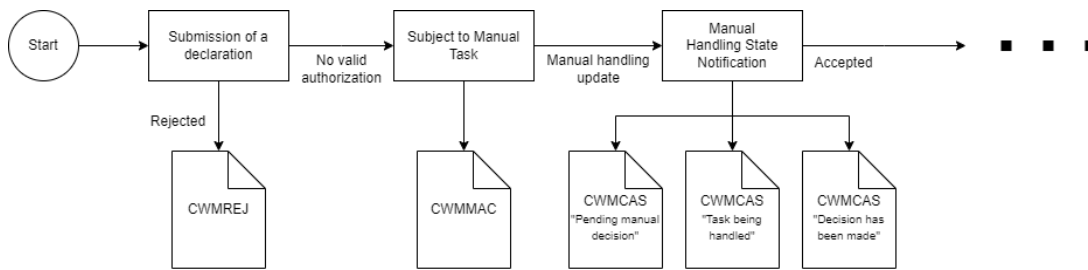 Start
Submission of a
declaration
No valid
authorization
Subject to Manual
Task
Manual handling
update
Manual
Handling State
Notification
Accepted
Rejected
CWMREJ
CWMMAC
CWMCAS
"Pending manual
decision"
CWMCAS
"Task being
handled"
CWMCAS
"Decision has
been made"